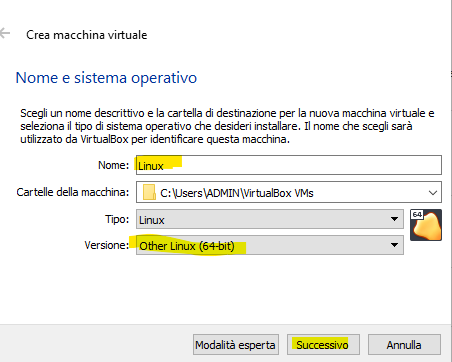 Crea macchina virtuale
Nome e sistema operativo
Scegli un nome descrittivo e la cartella di destinazione per la nuova macchina virtuale e
seleziona il tipo di sistema operativo che desideri installare. Il nome che scegli sarà
utilizzato da VirtualBox per identificare questa macchina.
Nome: Linux
Cartelle della macchina: C:\Users\ADMIN\VirtualBox VMs
Tipo: Linux
64
Versione: Other Linux (64-bit)
Modalità esperta Successivo Annulla